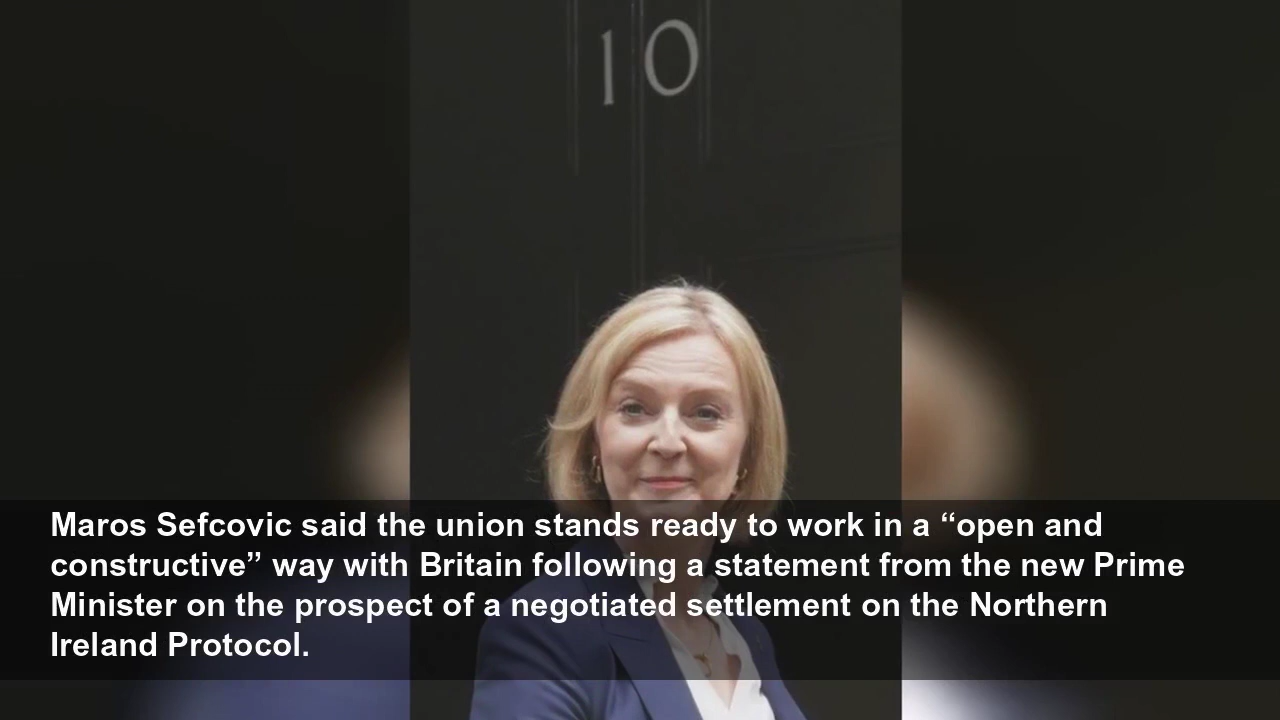 10
Maros Sefcovic said the union stands ready to work in a “open and
constructive” way with Britain following a statement from the new Prime
Minister on the prospect of a negotiated settlement on the Northern
Ireland Protocol.